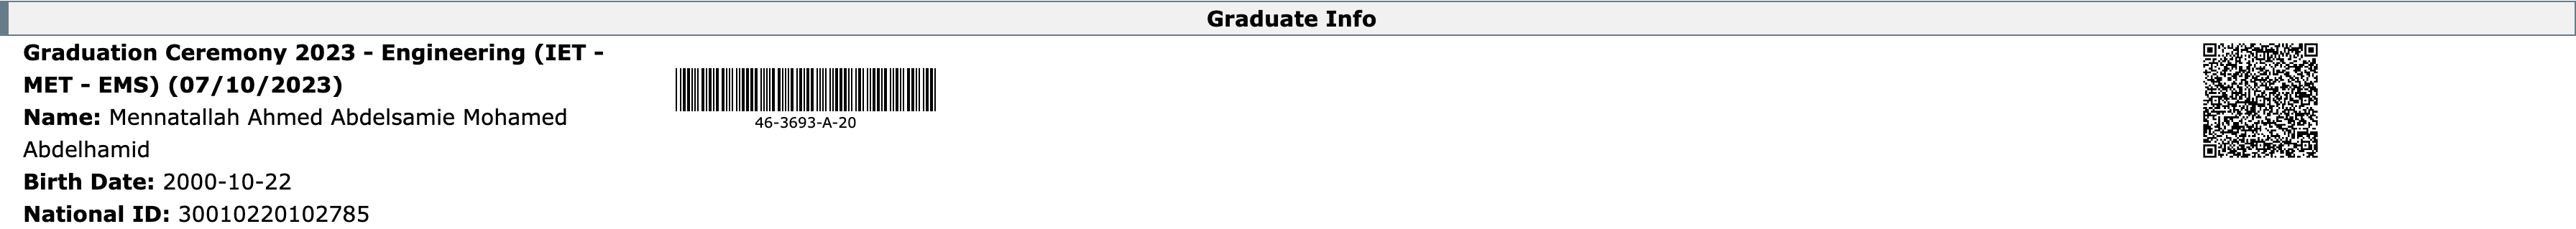 Graduate Info
Graduation Ceremony 2023 - Engineering (IET -
MET - EMS) (07/10/2023)
Name: Mennatallah Ahmed Abdelsamie Mohamed
Abdelhamid
Birth Date: 2000-10-22
National ID: 30010220102785
46-3693-A-20